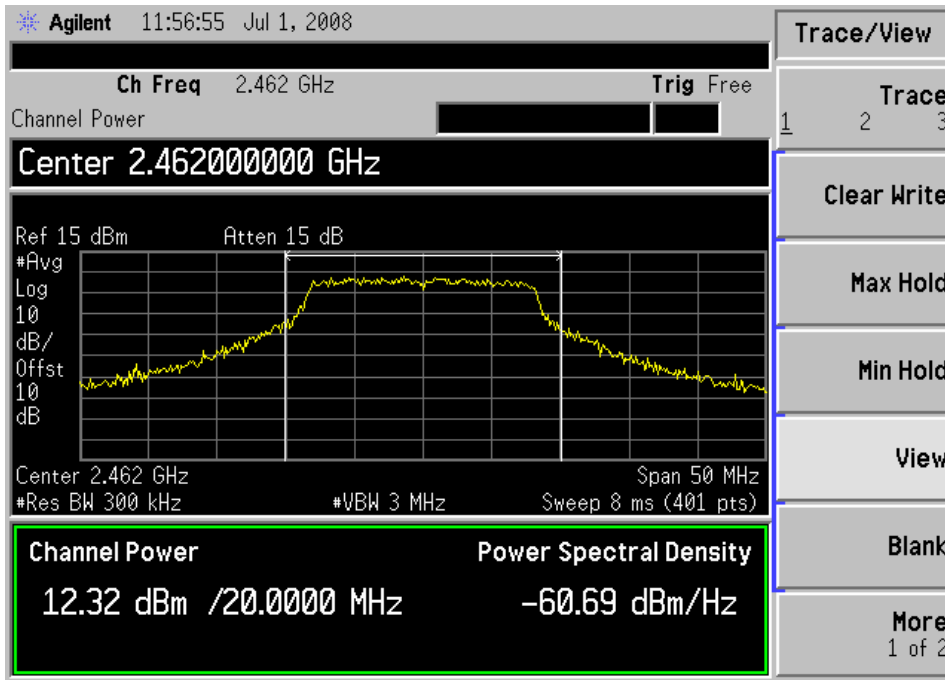 Agilent 11:56:55 Jul 1, 2008
Ch Freq 2.462 GHz Trig Free
Channel Power
Center 2.462000000 GHz
Ref 15 dBm Atten 15 dB
#Avg
Log
10
dB/
Offst
10
dB
Center 2.462 GHz Span 50 MHz
#Res BW 300 kHz #VBW 3 MHz Sweep 8 ms (401 pts)
Channel Power Power Spectral Density
12.32 dBm /20.0000 MHz -60.69 dBm/Hz
Trace/View
Trace
1 2 3
Clear Write
Max Hold
Min Hold
View
Blank
More
1 of 2